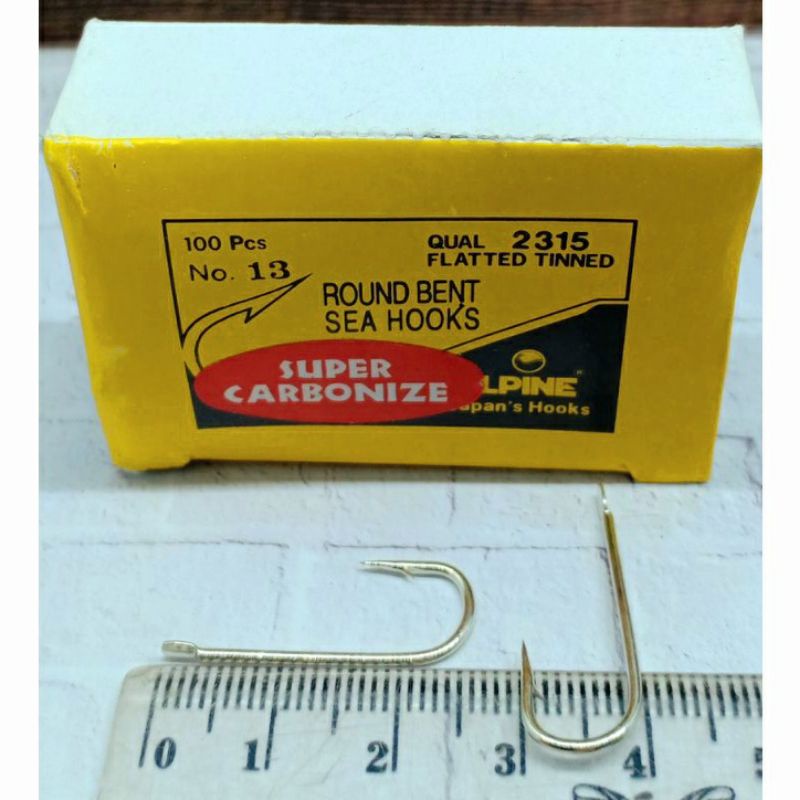 100 Pcs
QUAL 2315
No. 13
FLATTED TINNED
ROUND BENT
SEA HOOKS
SUPER
CARBONIZE
LPINE
apan's Hooks
0 1 2 3 4 5